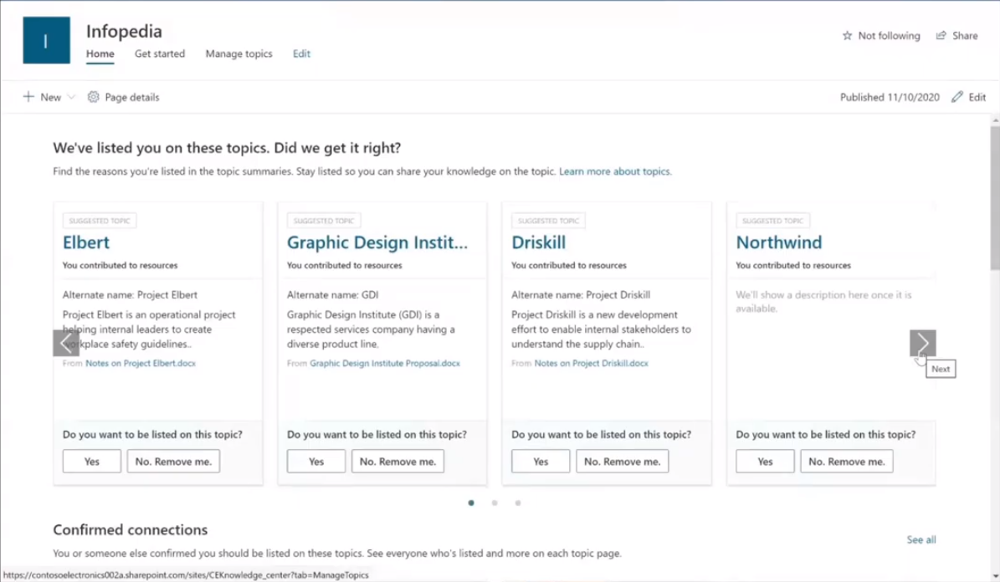 I
Infopedia
Home Get started Manage topics Edit
Not following Share
New Page details
Published 11/10/2020 Edit
We've listed you on these topics. Did we get it right?
Find the reasons you're listed in the topic summaries. Stay listed so you can share your knowledge on the topic. Learn more about topics.
SUGGESTED TOPIC
Elbert
You contributed to resources
Alternate name: Project Elbert
Project Elbert is an operational project
helping internal leaders to create
workplace safety guidelines..
From Notes on Project Elbert.docx
Do you want to be listed on this topic?
Yes No. Remove me.
SUGGESTED TOPIC
Graphic Design Instit...
You contributed to resources
Alternate name: GDI
Graphic Design Institute (GDI) is a
respected services company having a
diverse product line.
From Graphic Design Institute Proposal.docx
Do you want to be listed on this topic?
Yes No. Remove me.
SUGGESTED TOPIC
Driskill
You contributed to resources
Alternate name: Project Driskill
Project Driskill is a new development
effort to enable internal stakeholders to
understand the supply chain..
From Notes on Project Driskill.docx
Do you want to be listed on this topic?
Yes No. Remove me.
SUGGESTED TOPIC
Northwind
You contributed to resources
We'll show a description here once it is
available.
Do you want to be listed on this topic?
Yes No. Remove me.
Next
Confirmed connections
See all
You or someone else confirmed you should be listed on these topics. See everyone who's listed and more on each topic page.
https://contosoelectronics002a.sharepoint.com/sites/CEKnowledge_center?tab=ManageTopics